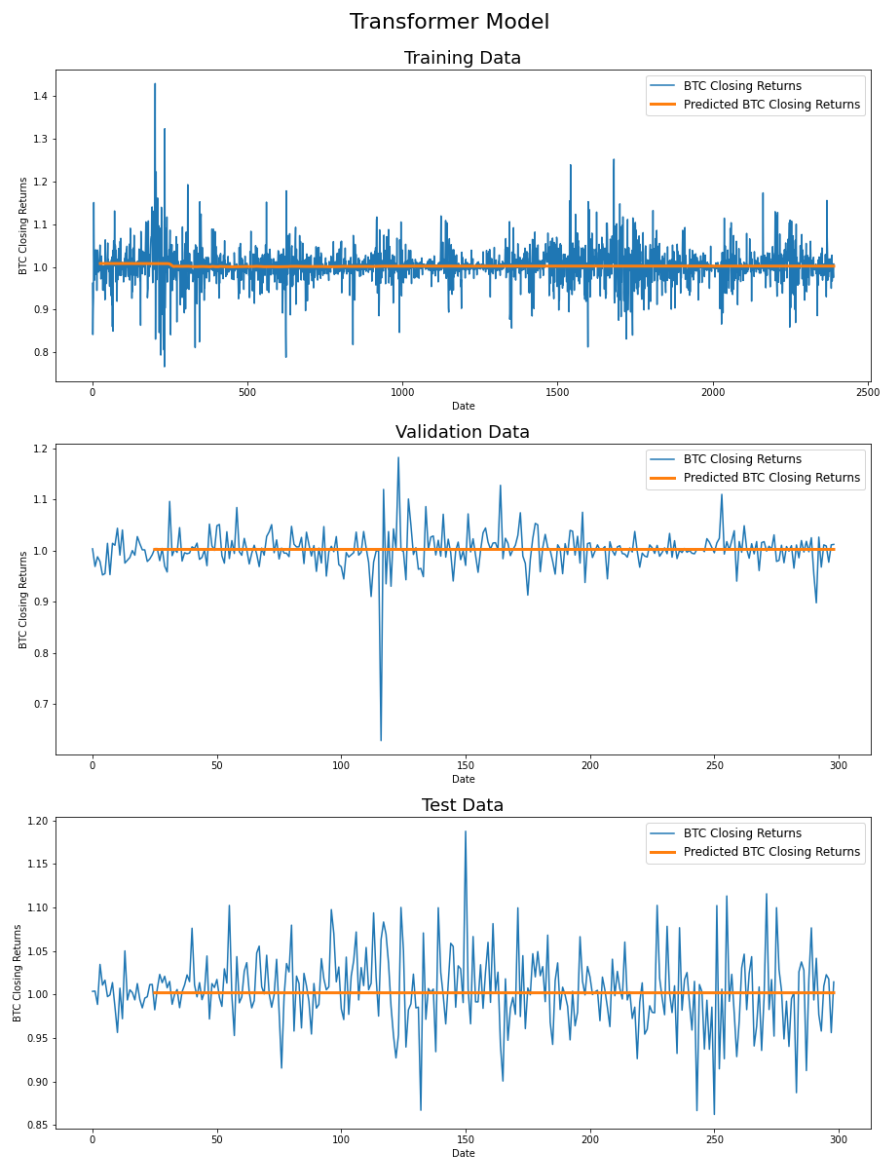 Transformer Model
Training Data
BTC Closing Returns
Predicted BTC Closing Returns
BTC Closing Returns
1.4
1.3
1.2
1.1
1.0
0.9
0.8
0 500 1000 1500 2000 2500
Date
Validation Data
BTC Closing Returns
Predicted BTC Closing Returns
BTC Closing Returns
1.2
1.1
1.0
0.9
0.8
0.7
0 50 100 150 200 250 300
Date
Test Data
BTC Closing Returns
Predicted BTC Closing Returns
BTC Closing Returns
1.20
1.15
1.10
1.05
1.00
0.95
0.90
0.85
0 50 100 150 200 250 300
Date